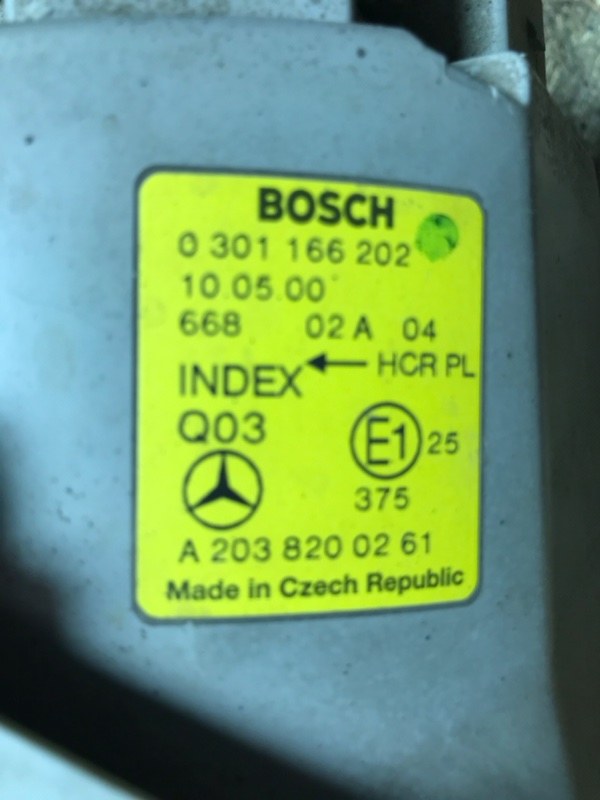 BOSCH
0 301 166 202
10.05.00
668 02 A 04
INDEX ← HCR PL
Q03
E1 25
375
A 203 820 02 61
Made in Czech Republic